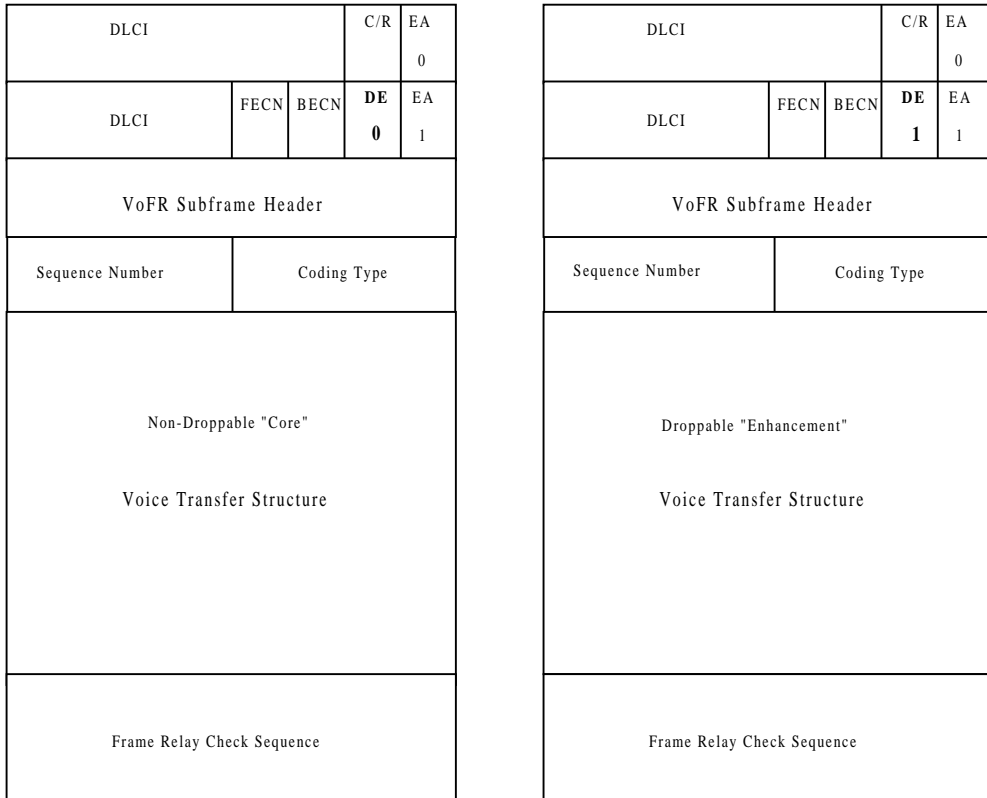 DLCI
C/R
EA
0
DLCI
FECN
BECN
DE
0
EA
1
VoFR Subframe Header
Sequence Number
Coding Type
Non-Droppable "Core"
Voice Transfer Structure
Frame Relay Check Sequence
DLCI
C/R
EA
0
DLCI
FECN
BECN
DE
1
EA
1
VoFR Subframe Header
Sequence Number
Coding Type
Droppable "Enhancement"
Voice Transfer Structure
Frame Relay Check Sequence